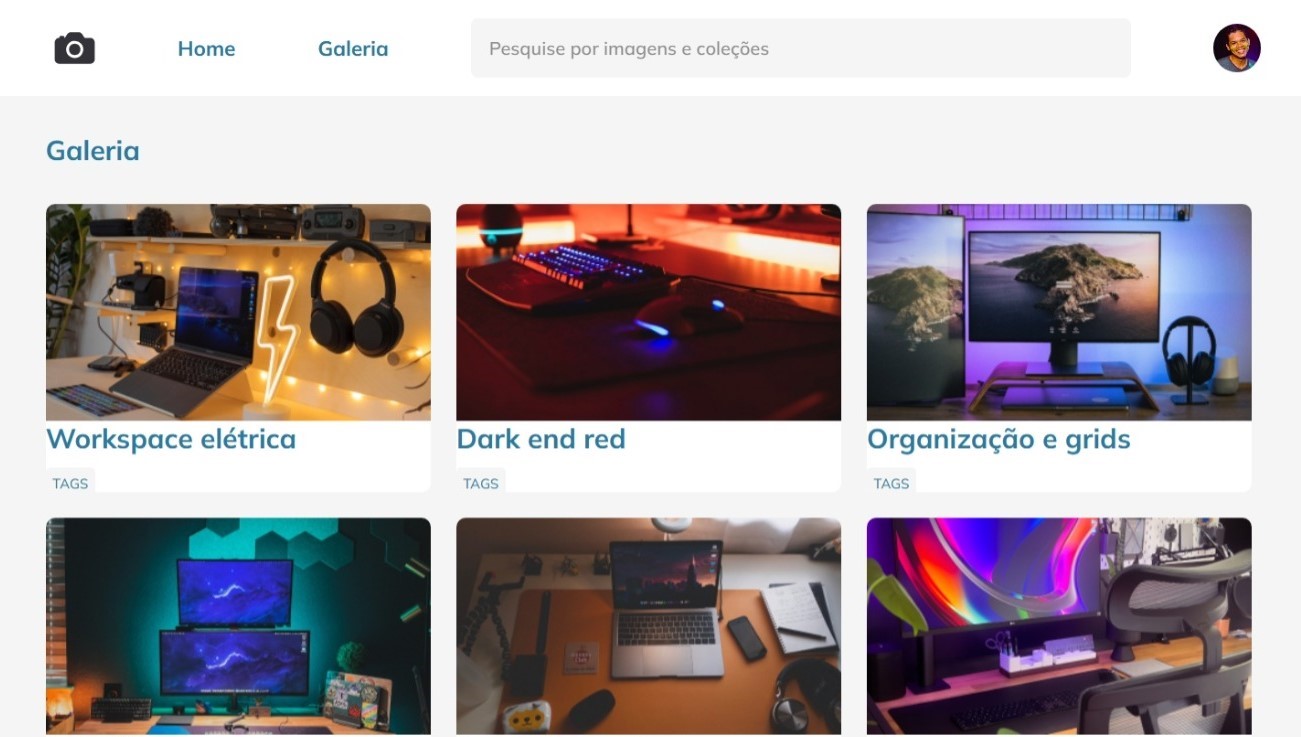 Home
Galeria
Pesquise por imagens e coleções
Galeria
Workspace elétrica
Dark end red
Organização e grids
TAGS
TAGS
TAGS